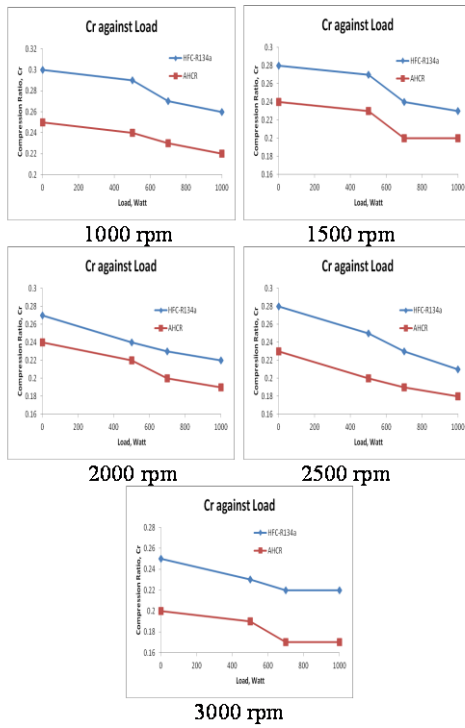 Cr against Load
Compression Ratio, Cr
0.32
0.3
0.28
0.26
0.24
0.22
0.2
0 200 400 600 800 1000
Load, Watt
HFC-R134a
AHCR
1000 rpm
Cr against Load
Compression Ratio, Cr
0.3
0.28
0.26
0.24
0.22
0.2
0.18
0.16
0 200 400 600 800 1000
Load, Watt
HFC-R134a
AHCR
1500 rpm
Cr against Load
Compression Ratio, Cr
0.3
0.28
0.26
0.24
0.22
0.2
0.18
0.16
0 200 400 600 800 1000
Load, Watt
HFC-R134a
AHCR
2000 rpm
Cr against Load
Compression Ratio, Cr
0.3
0.28
0.26
0.24
0.22
0.2
0.18
0.16
0 200 400 600 800 1000
Load, Watt
HFC-R134a
AHCR
2500 rpm
Cr against Load
Compression Ratio, Cr
0.28
0.26
0.24
0.22
0.2
0.18
0.16
0 200 400 600 800 1000
Load, Watt
HFC-R134a
AHCR
3000 rpm